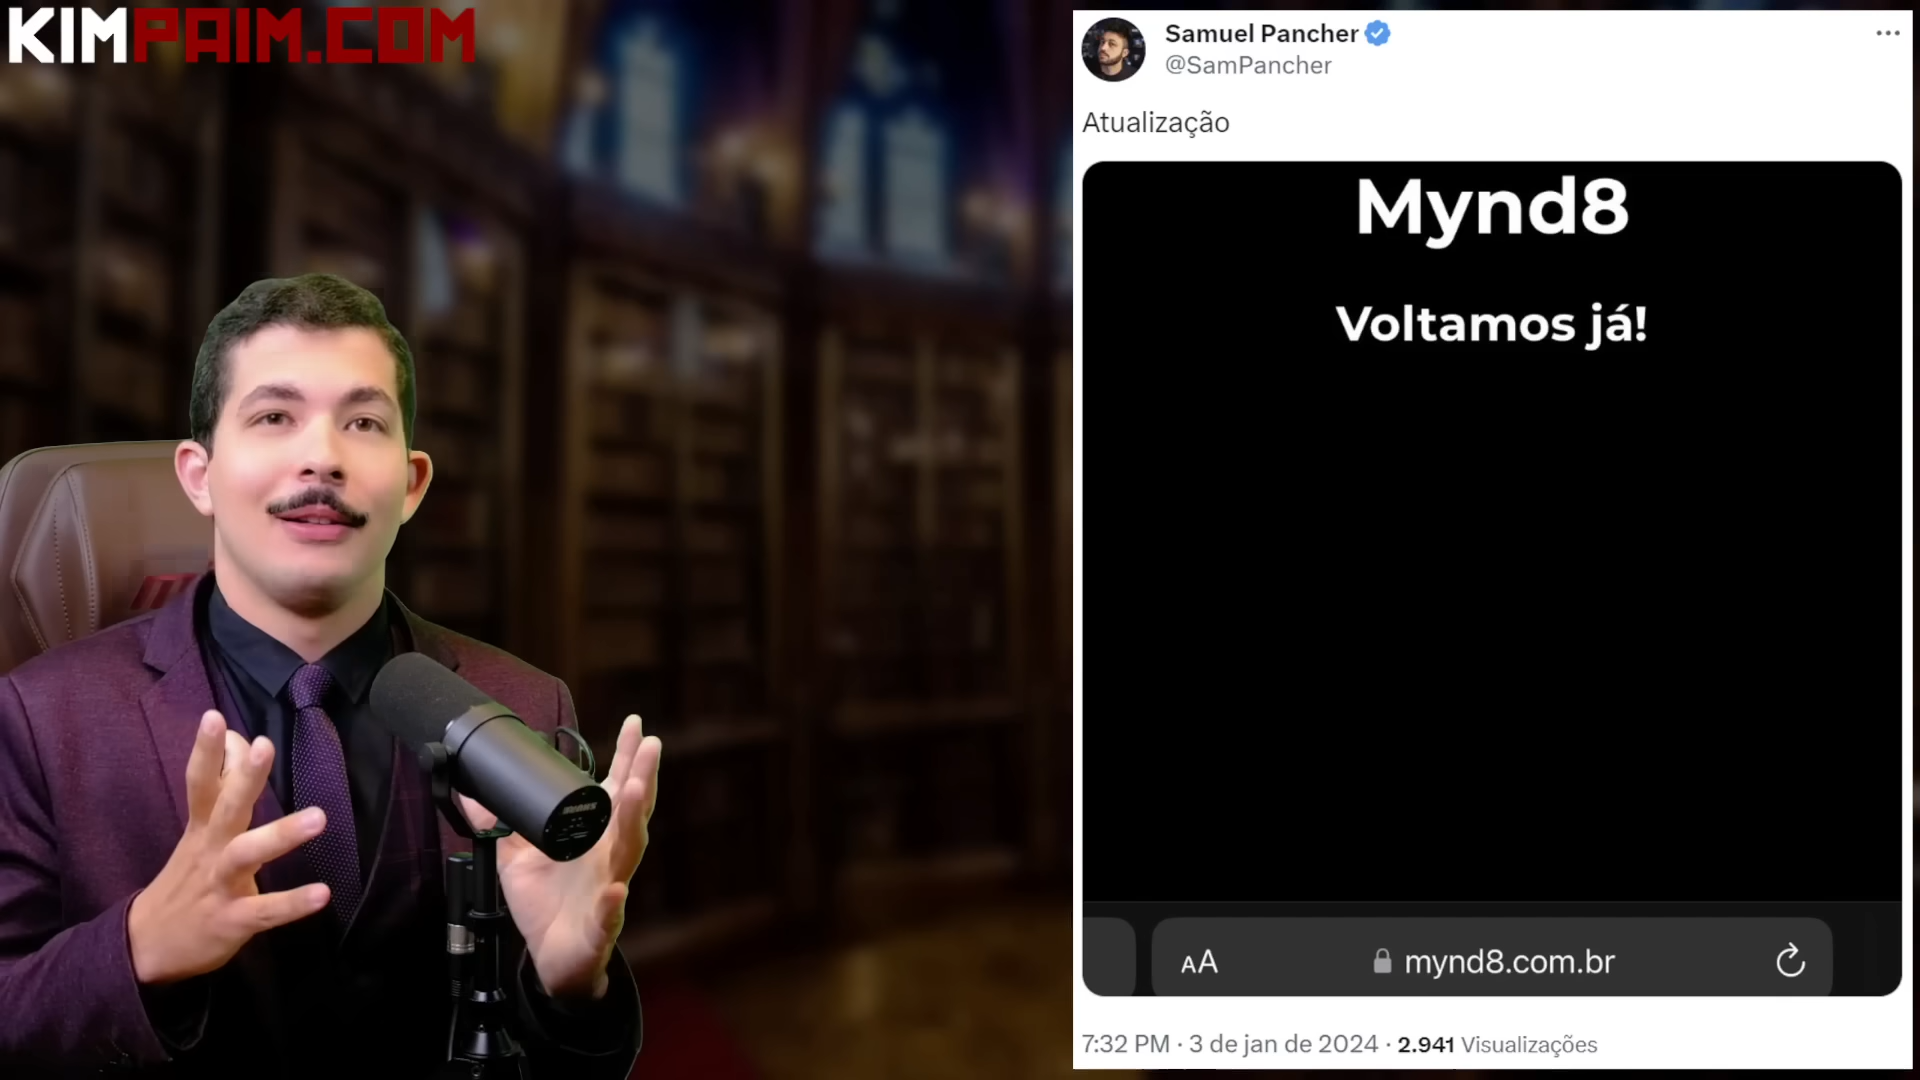 KIMPAIM.COM
Samuel Pancher
@SamPancher
Atualização
Mynd8
Voltamos já!
AA mynd8.com.br
7:32 PM · 3 de jan de 2024 · 2.941 Visualizações